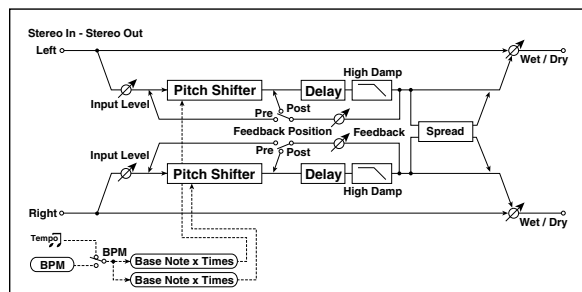 Stereo In - Stereo Out
Left
Wet / Dry
Pitch Shifter
Delay
High Damp
Input Level
Pre
Post
Feedback Position
Feedback
Spread
Input Level
Pre
Post
Pitch Shifter
Delay
High Damp
Right
Wet / Dry
Tempo
BPM
BPM
Base Note x Times
Base Note x Times